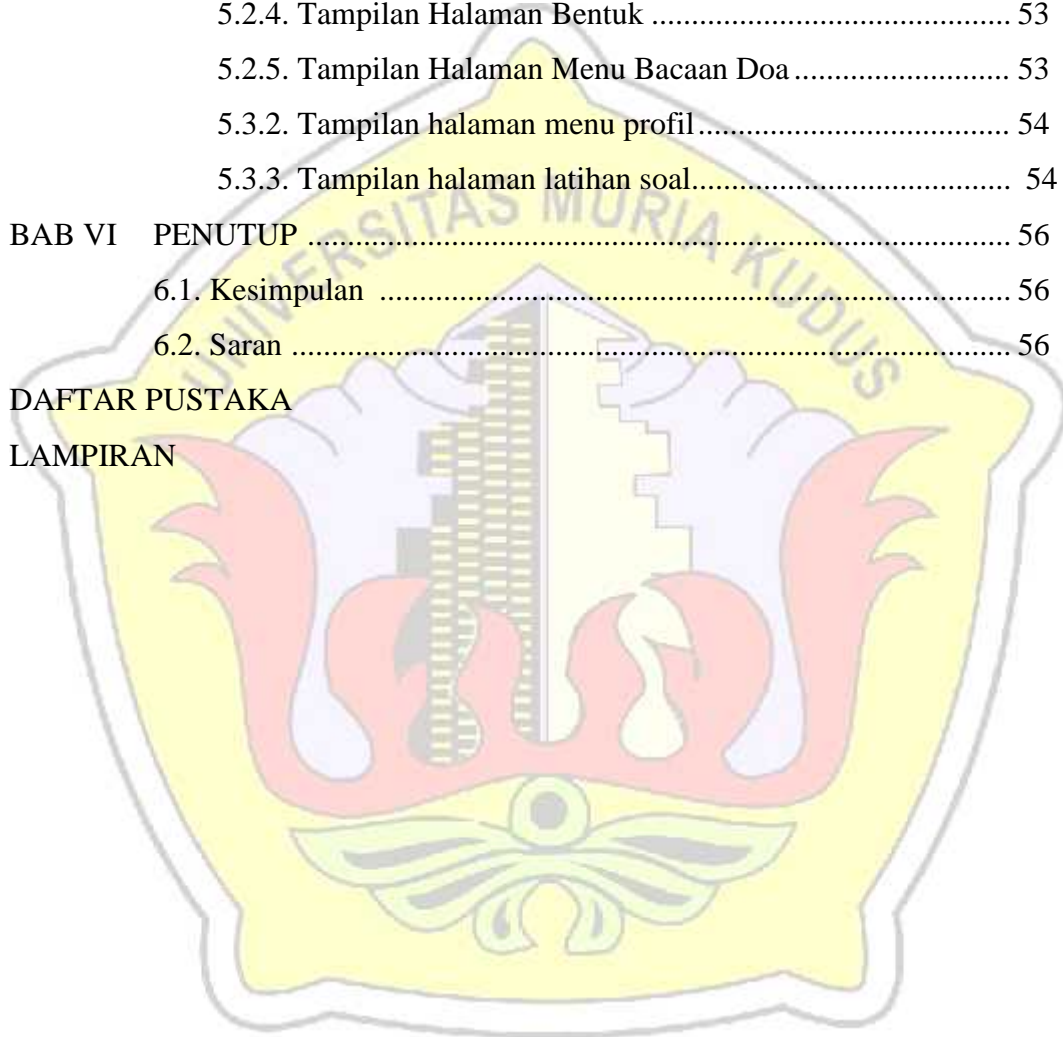 5.2.4. Tampilan Halaman Bentuk ........................................ 53
5.2.5. Tampilan Halaman Menu Bacaan Doa ........................ 53
5.3.2. Tampilan halaman menu profil ................................... 54
5.3.3. Tampilan halaman latihan soal.................................... 54
BAB VI PENUTUP ............................................................................... 56
6.1. Kesimpulan ....................................................................... 56
6.2. Saran ................................................................................. 56
DAFTAR PUSTAKA
LAMPIRAN
UNIVERSITAS MURIA KUDUS